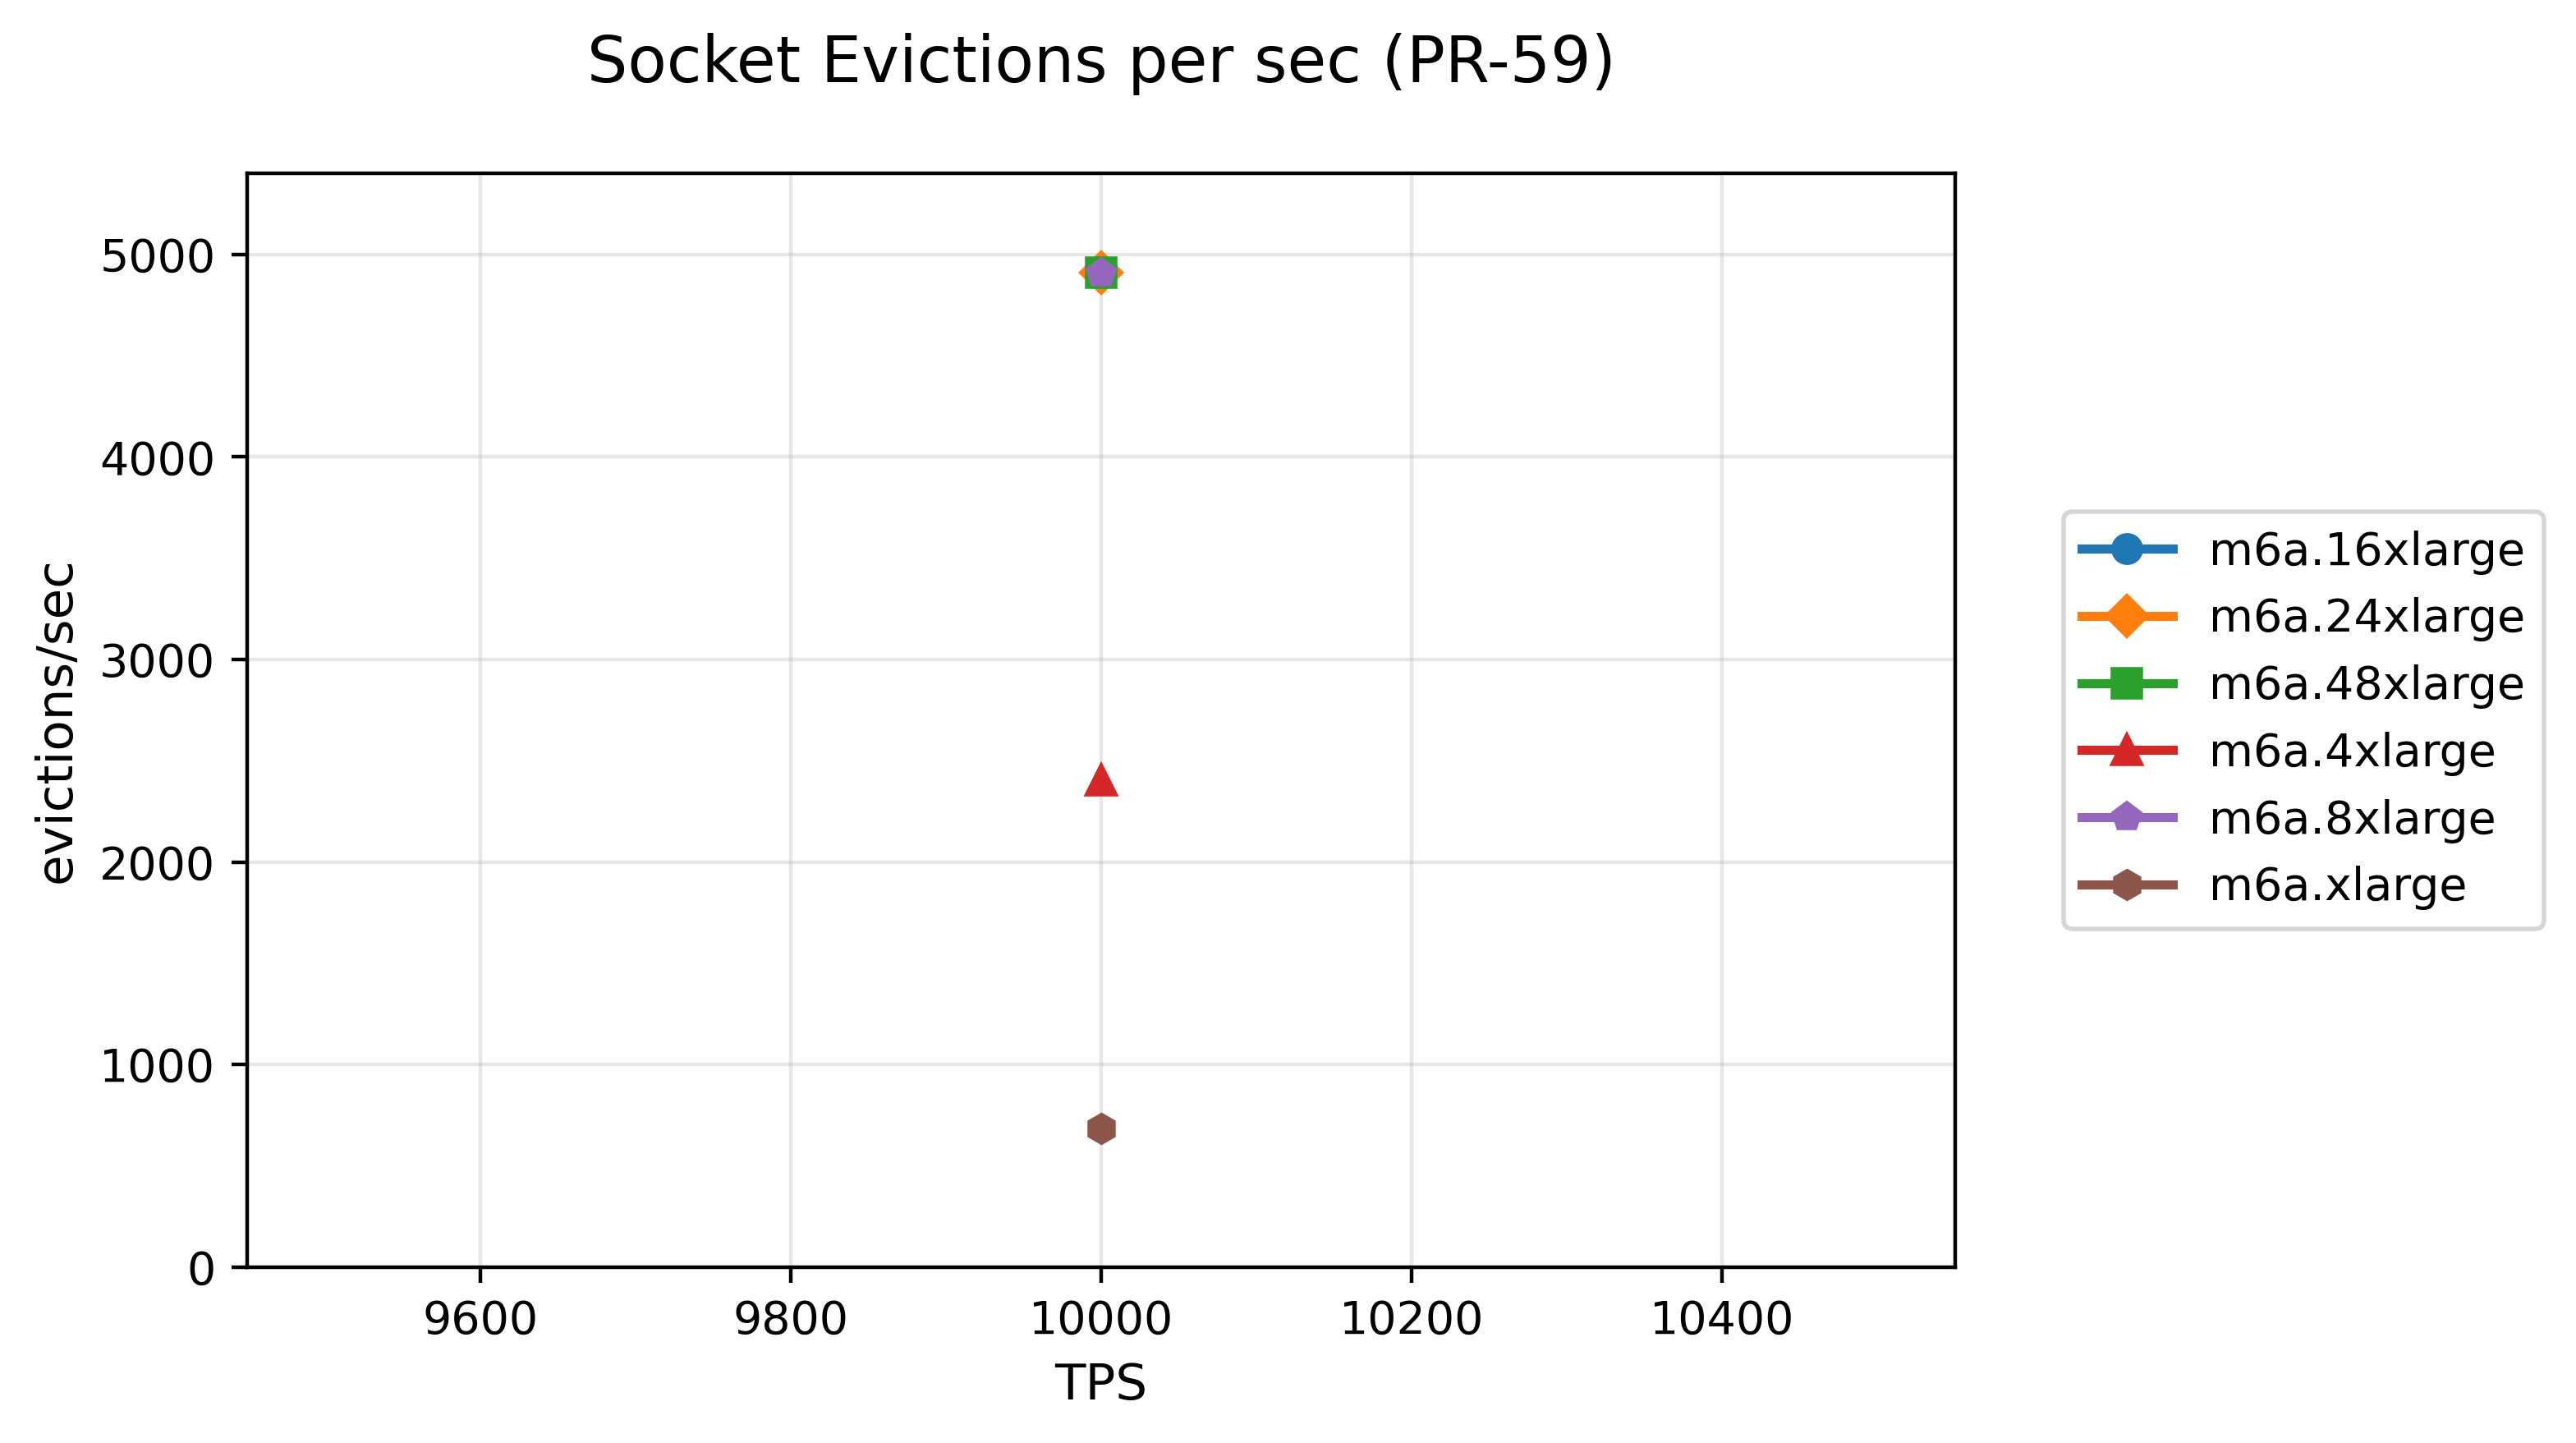 Socket Evictions per sec (PR-59)
evictions/sec
5000
4000
3000
2000
1000
0
9600
9800
10000
10200
10400
TPS
m6a.16xlarge
m6a.24xlarge
m6a.48xlarge
m6a.4xlarge
m6a.8xlarge
m6a.xlarge